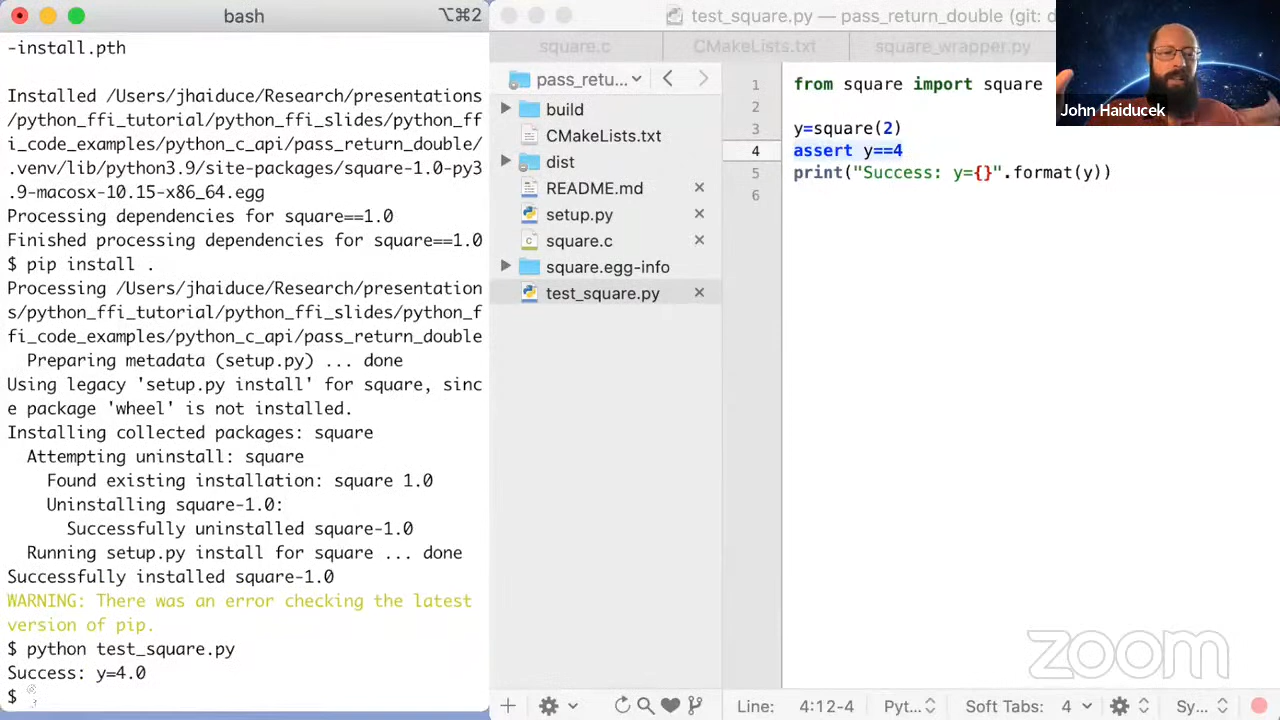 bash
⌥⌘2
-install.pth
Installed /Users/jhaiduce/Research/presentations
/python_ffi_tutorial/python_ffi_slides/python_ff
i_code_examples/python_c_api/pass_return_double/
.venv/lib/python3.9/site-packages/square-1.0-py3
.9-macosx-10.15-x86_64.egg
Processing dependencies for square==1.0
Finished processing dependencies for square==1.0
$ pip install .
Processing /Users/jhaiduce/Research/presentation
s/python_ffi_tutorial/python_ffi_slides/python_f
fi_code_examples/python_c_api/pass_return_double
  Preparing metadata (setup.py) ... done
Using legacy 'setup.py install' for square, sinc
e package 'wheel' is not installed.
Installing collected packages: square
  Attempting uninstall: square
    Found existing installation: square 1.0
    Uninstalling square-1.0:
      Successfully uninstalled square-1.0
  Running setup.py install for square ... done
Successfully installed square-1.0
WARNING: There was an error checking the latest
version of pip.
$ python test_square.py
Success: y=4.0
$
test_square.py — pass_return_double (git:
square.c
CMakeLists.txt
square_wrapper.py
pass_retu...
build
CMakeLists.txt
dist
README.md
setup.py
square.c
square.egg-info
test_square.py
1 from square import square
2
3 y=square(2)
4 assert y==4
5 print("Success: y={}".format(y))
6
John Haiducek
zoom
Line: 4:12-4
Pyt...
Soft Tabs: 4
Sy...